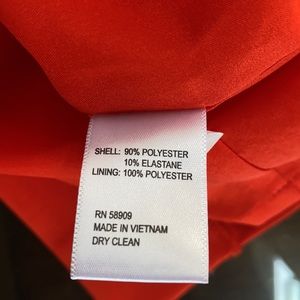 SHELL: 90% POLYESTER
10% ELASTANE
LINING: 100% POLYESTER
RN 58909
MADE IN VIETNAM
DRY CLEAN